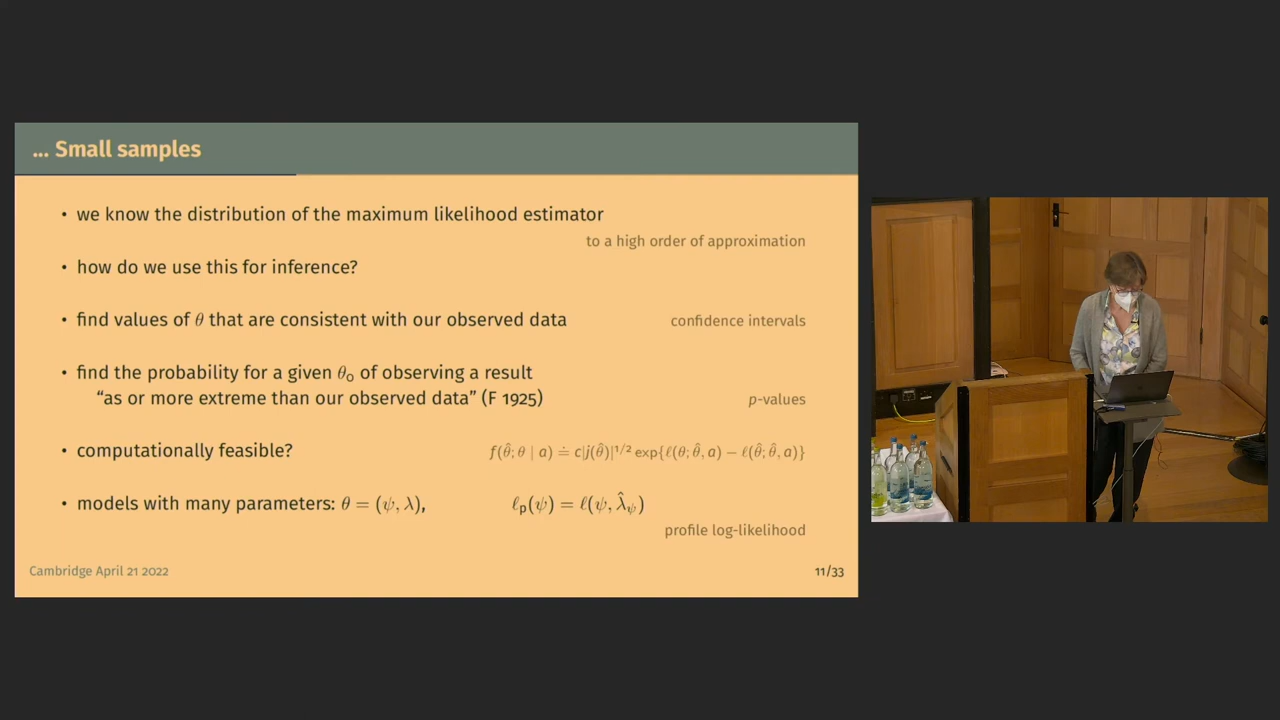 ... Small samples
• we know the distribution of the maximum likelihood estimator
to a high order of approximation
• how do we use this for inference?
• find values of θ that are consistent with our observed data confidence intervals
• find the probability for a given θ₀ of observing a result
“as or more extreme than our observed data” (F 1925) p-values
• computationally feasible? f(θ̂; θ | a) ≐ c|j(θ̂)|^{1/2} exp{ℓ(θ; θ̂, a) − ℓ(θ̂; θ̂, a)}
• models with many parameters: θ = (ψ, λ), ℓₚ(ψ) = ℓ(ψ, λ̂_ψ)
profile log-likelihood
Cambridge April 21 2022 11/33